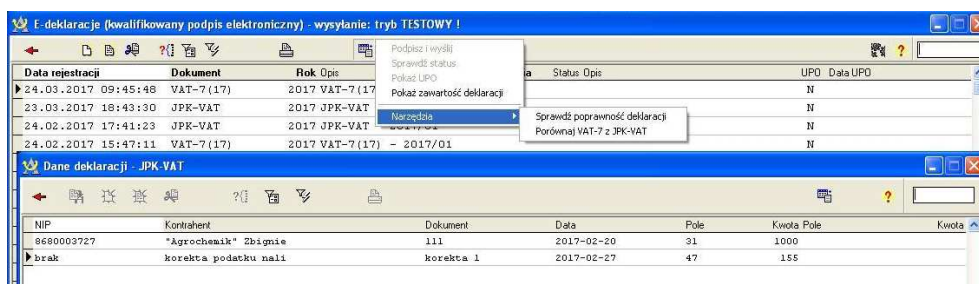 E-deklaracje (kwalifikowany podpis elektroniczny) - wysyłanie: tryb TESTOWY !
Podpisz i wyślij
Sprawdź status
Pokaż UPO
Pokaż zawartość deklaracji
Narzędzia
Sprawdź poprawność deklaracji
Porównaj VAT-7 z JPK-VAT
Data rejestracji Dokument Rok Opis Status Opis UPO Data UPO
24.03.2017 09:45:48 VAT-7(17) 2017 VAT-7(17 N
23.03.2017 18:43:30 JPK-VAT 2017 JPK-VAT N
24.02.2017 17:41:23 JPK-VAT 2017 JPK-VAT N
24.02.2017 15:47:11 VAT-7(17) 2017 VAT-7(17) - 2017/01 N
Dane deklaracji - JPK-VAT
NIP Kontrahent Dokument Data Pole Kwota Pole Kwota
8680003727 "Agrochemik" Zbignie 111 2017-02-20 31 1000
brak korekta podatku nali korekta 1 2017-02-27 47 155